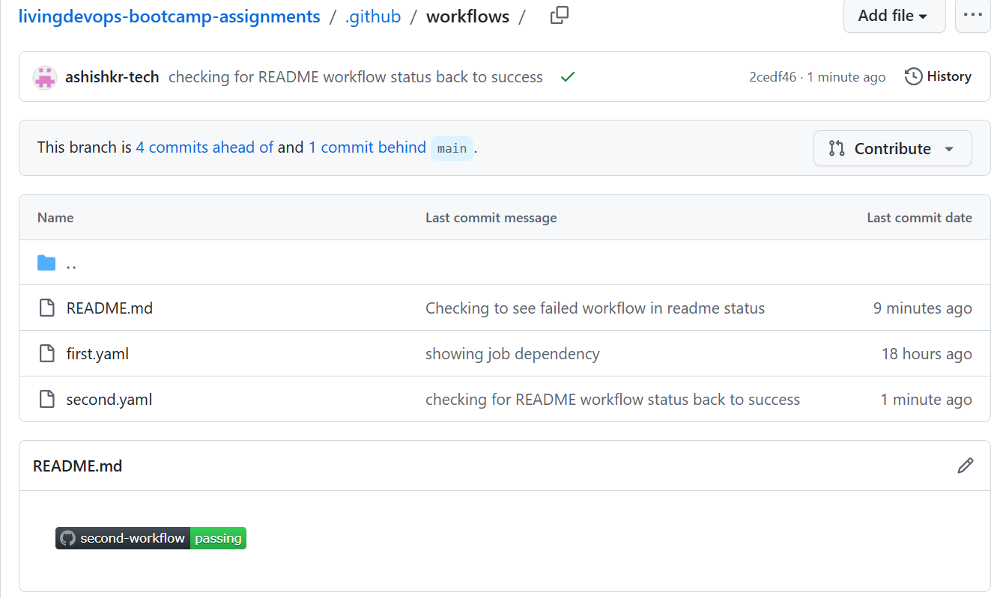 livingdevops-bootcamp-assignments / .github / workflows /
Add file
ashishkr-tech checking for README workflow status back to success
2cedf46 · 1 minute ago
History
This branch is 4 commits ahead of and 1 commit behind main .
Contribute
Name Last commit message Last commit date
..
README.md Checking to see failed workflow in readme status 9 minutes ago
first.yaml showing job dependency 18 hours ago
second.yaml checking for README workflow status back to success 1 minute ago
README.md
second-workflow passing